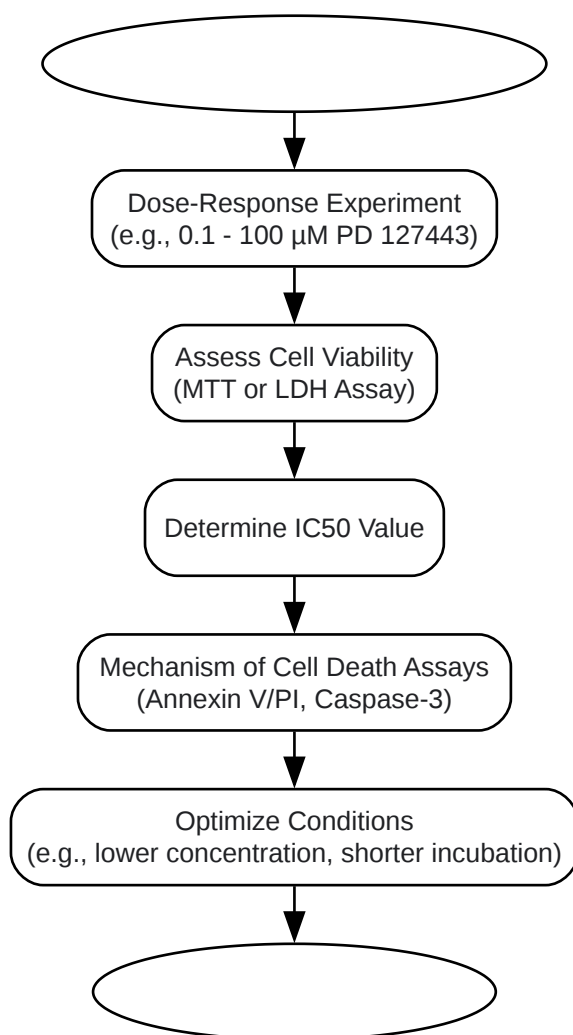 Dose-Response Experiment
(e.g., 0.1 - 100 µM PD 127443)
Assess Cell Viability
(MTT or LDH Assay)
Determine IC50 Value
Mechanism of Cell Death Assays
(Annexin V/PI, Caspase-3)
Optimize Conditions
(e.g., lower concentration, shorter incubation)